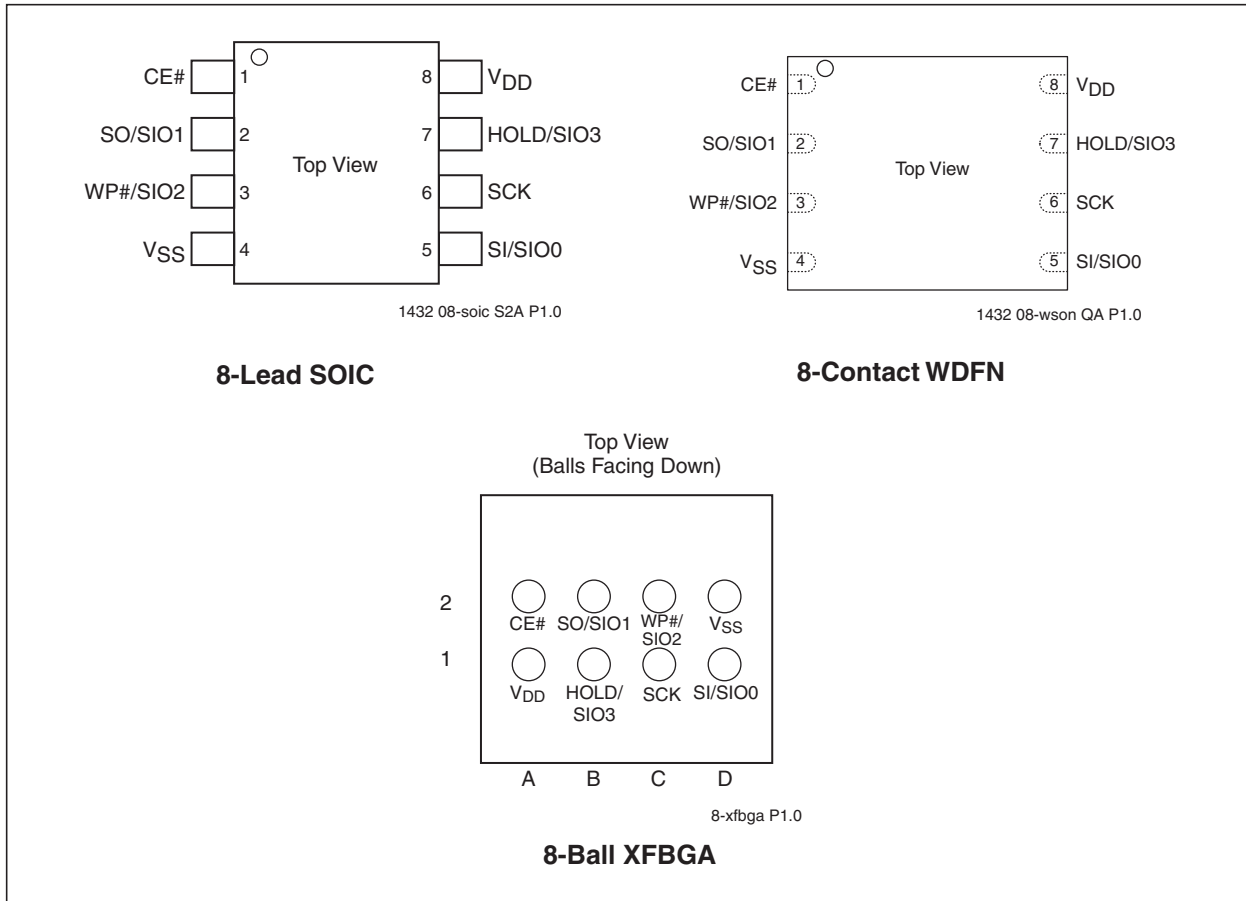 CE# 1 8 VDD
SO/SIO1 2 7 HOLD/SIO3
Top View
WP#/SIO2 3 6 SCK
VSS 4 5 SI/SIO0
1432 08-soic S2A P1.0
8-Lead SOIC
CE# 1 8 VDD
SO/SIO1 2 7 HOLD/SIO3
Top View
WP#/SIO2 3 6 SCK
VSS 4 5 SI/SIO0
1432 08-wson QA P1.0
8-Contact WDFN
Top View
(Balls Facing Down)
2
CE# SO/SIO1 WP#/ VSS
SIO2
1
VDD HOLD/ SCK SI/SIO0
SIO3
A B C D
8-xfbga P1.0
8-Ball XFBGA